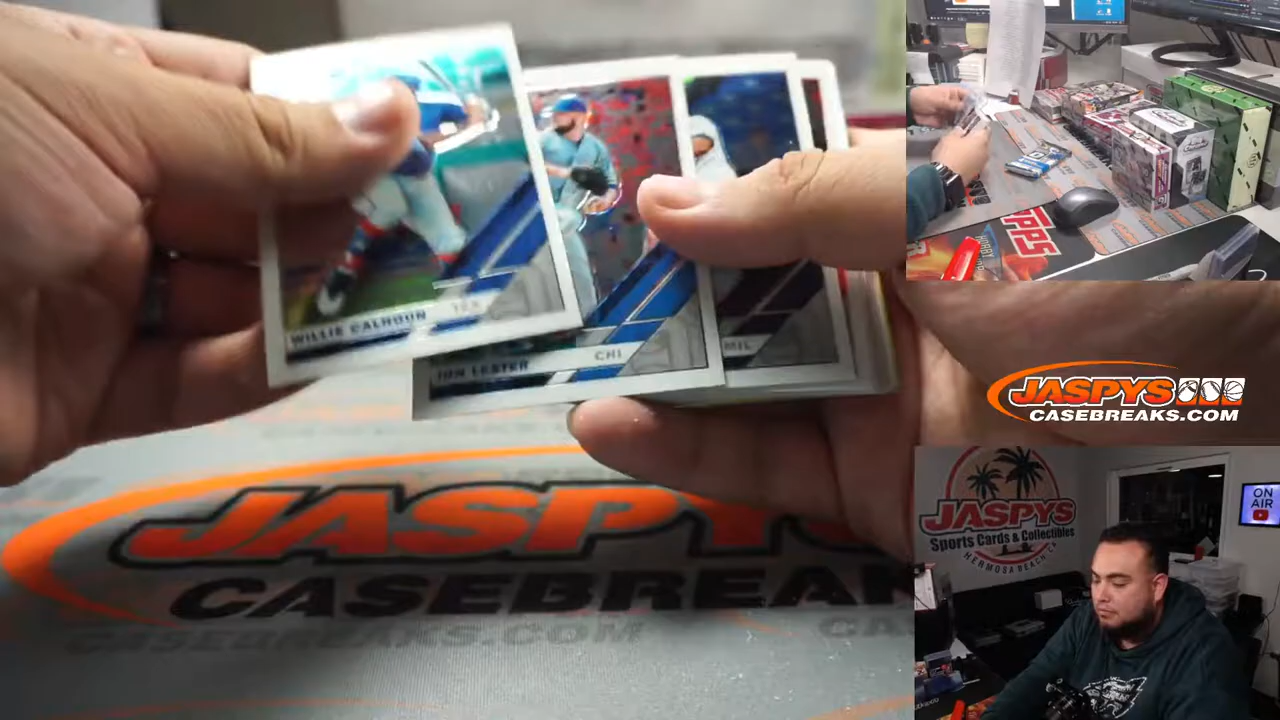 WILLIE CALHOUN TEX
JON LESTER CHI
MIL
JASPYS
CASEBREAKS.COM
TOPPS
JASPYS
CASEBREAK
CASEBREAKS.COM
JASPYS
Sports Cards & Collectibles
HERMOSA BEACH, CA
ON
AIR